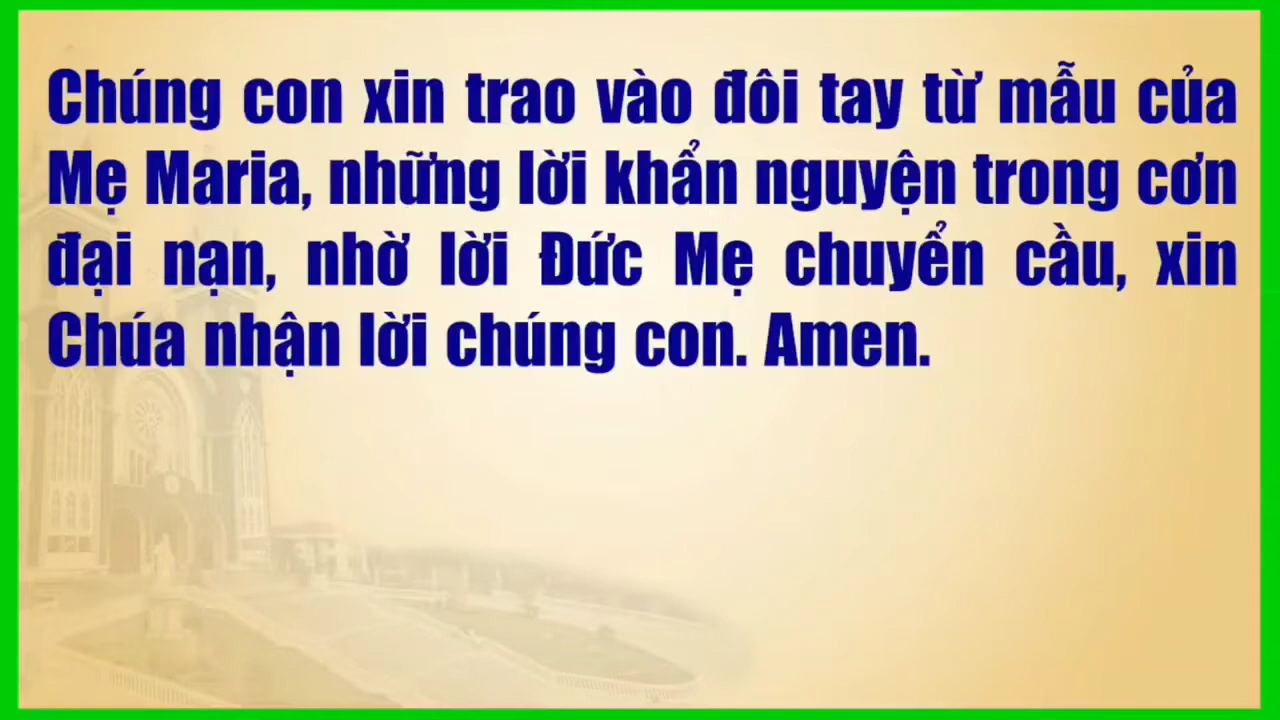 Chúng con xin trao vào đôi tay từ mẫu của
Mẹ Maria, những lời khẩn nguyện trong cơn
đại nạn, nhờ lời Đức Mẹ chuyển cầu, xin
Chúa nhận lời chúng con. Amen.